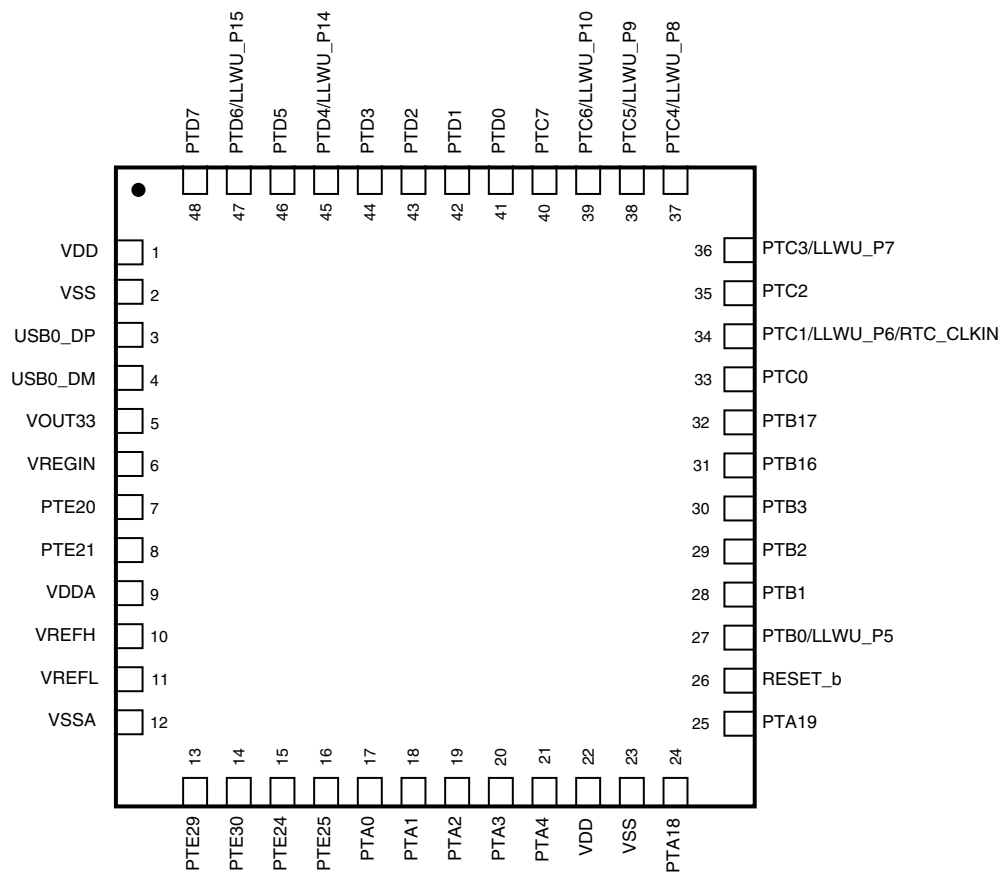 PTD7
PTD6/LLWU_P15
PTD5
PTD4/LLWU_P14
PTD3
PTD2
PTD1
PTD0
PTC7
PTC6/LLWU_P10
PTC5/LLWU_P9
PTC4/LLWU_P8
48
47
46
45
44
43
42
41
40
39
38
37
VDD 1
VSS 2
USB0_DP 3
USB0_DM 4
VOUT33 5
VREGIN 6
PTE20 7
PTE21 8
VDDA 9
VREFH 10
VREFL 11
VSSA 12
36 PTC3/LLWU_P7
35 PTC2
34 PTC1/LLWU_P6/RTC_CLKIN
33 PTC0
32 PTB17
31 PTB16
30 PTB3
29 PTB2
28 PTB1
27 PTB0/LLWU_P5
26 RESET_b
25 PTA19
13
14
15
16
17
18
19
20
21
22
23
24
PTE29
PTE30
PTE24
PTE25
PTA0
PTA1
PTA2
PTA3
PTA4
VDD
VSS
PTA18